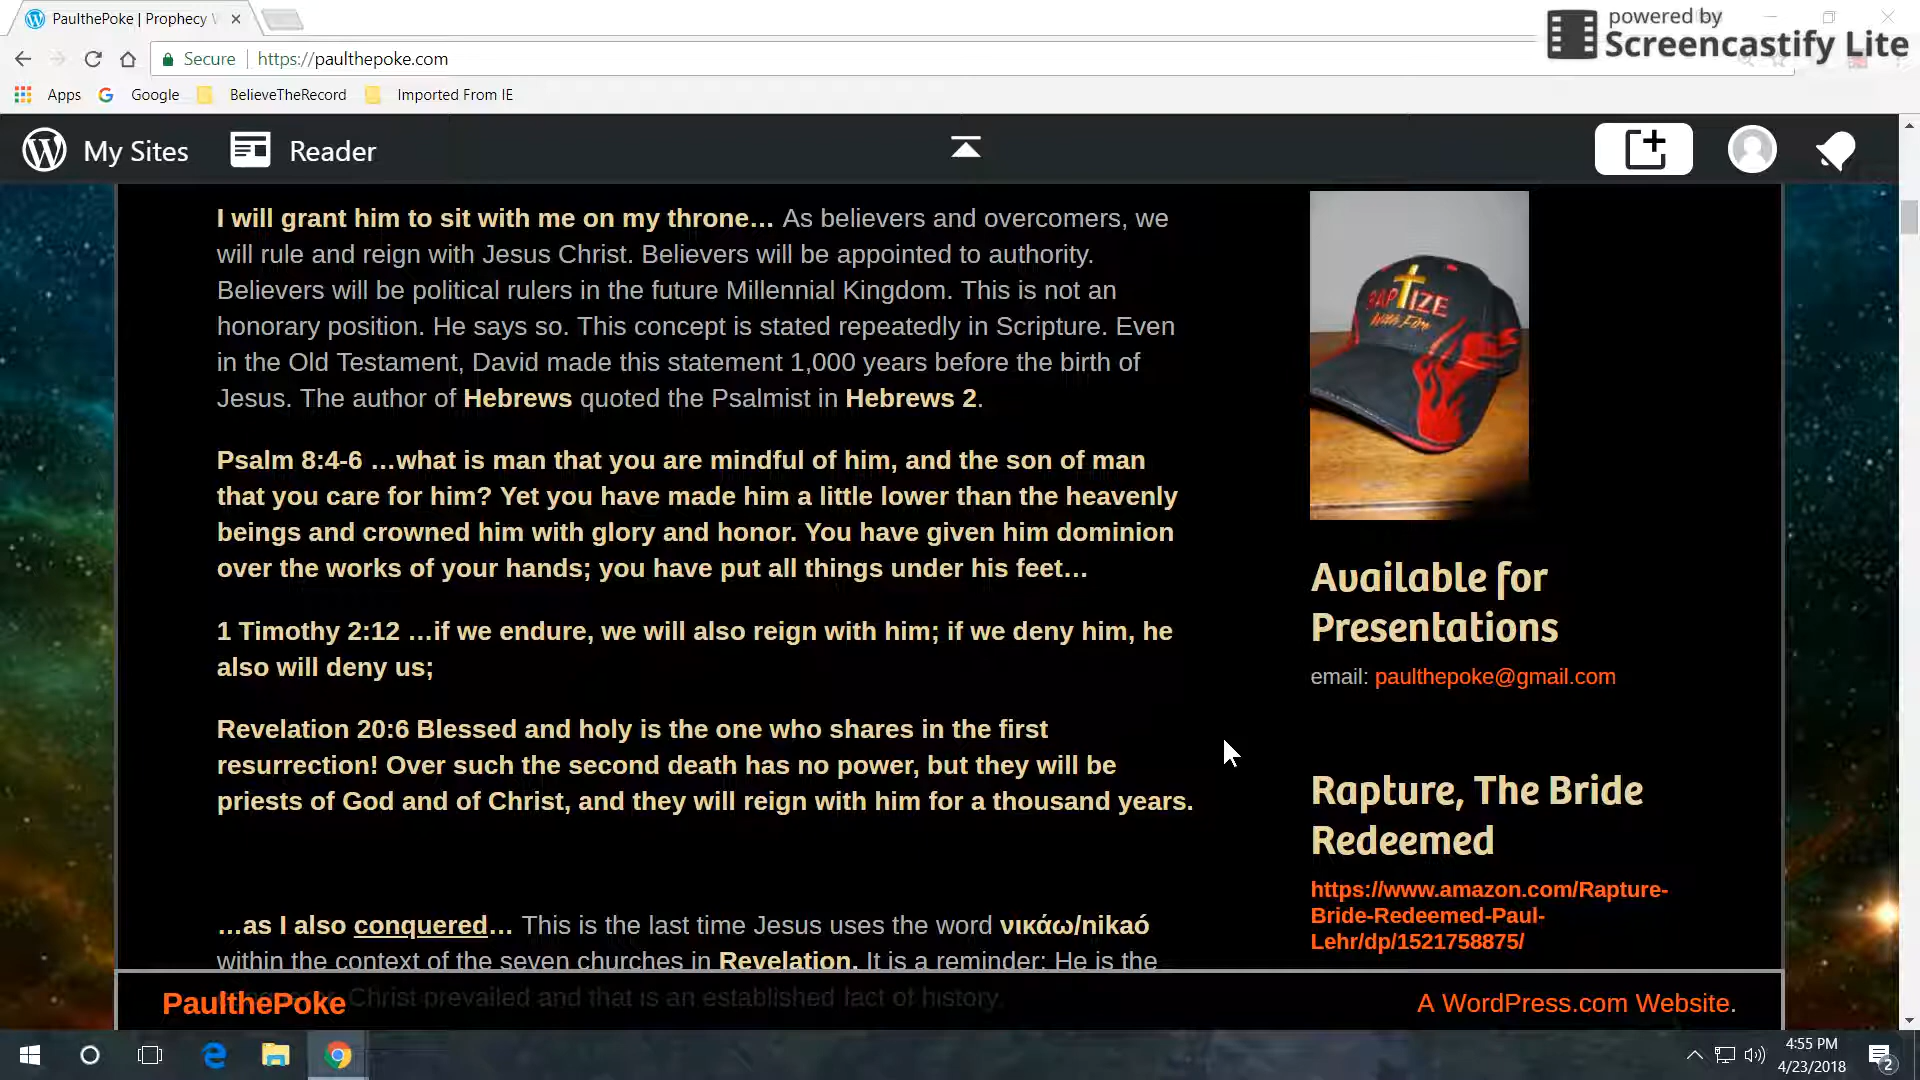 PaulthePoke | Prophecy
powered by
Screencastify Lite
Secure
https://paulthepoke.com
Apps
Google
BelieveTheRecord
Imported From IE
My Sites
Reader
I will grant him to sit with me on my throne… As believers and overcomers, we
will rule and reign with Jesus Christ. Believers will be appointed to authority.
Believers will be political rulers in the future Millennial Kingdom. This is not an
honorary position. He says so. This concept is stated repeatedly in Scripture. Even
in the Old Testament, David made this statement 1,000 years before the birth of
Jesus. The author of Hebrews quoted the Psalmist in Hebrews 2.
Psalm 8:4-6 …what is man that you are mindful of him, and the son of man
that you care for him? Yet you have made him a little lower than the heavenly
beings and crowned him with glory and honor. You have given him dominion
over the works of your hands; you have put all things under his feet…
1 Timothy 2:12 …if we endure, we will also reign with him; if we deny him, he
also will deny us;
Revelation 20:6 Blessed and holy is the one who shares in the first
resurrection! Over such the second death has no power, but they will be
priests of God and of Christ, and they will reign with him for a thousand years.
…as I also conquered… This is the last time Jesus uses the word νικάω/nikaó
within the context of the seven churches in Revelation. It is a reminder: He is the
Christ prevailed and that is an established fact of history.
BAPTIZE
With Fire
Available for
Presentations
email: paulthepoke@gmail.com
Rapture, The Bride
Redeemed
https://www.amazon.com/Rapture-
Bride-Redeemed-Paul-
Lehr/dp/1521758875/
PaulthePoke
A WordPress.com Website.
4:55 PM
4/23/2018
2